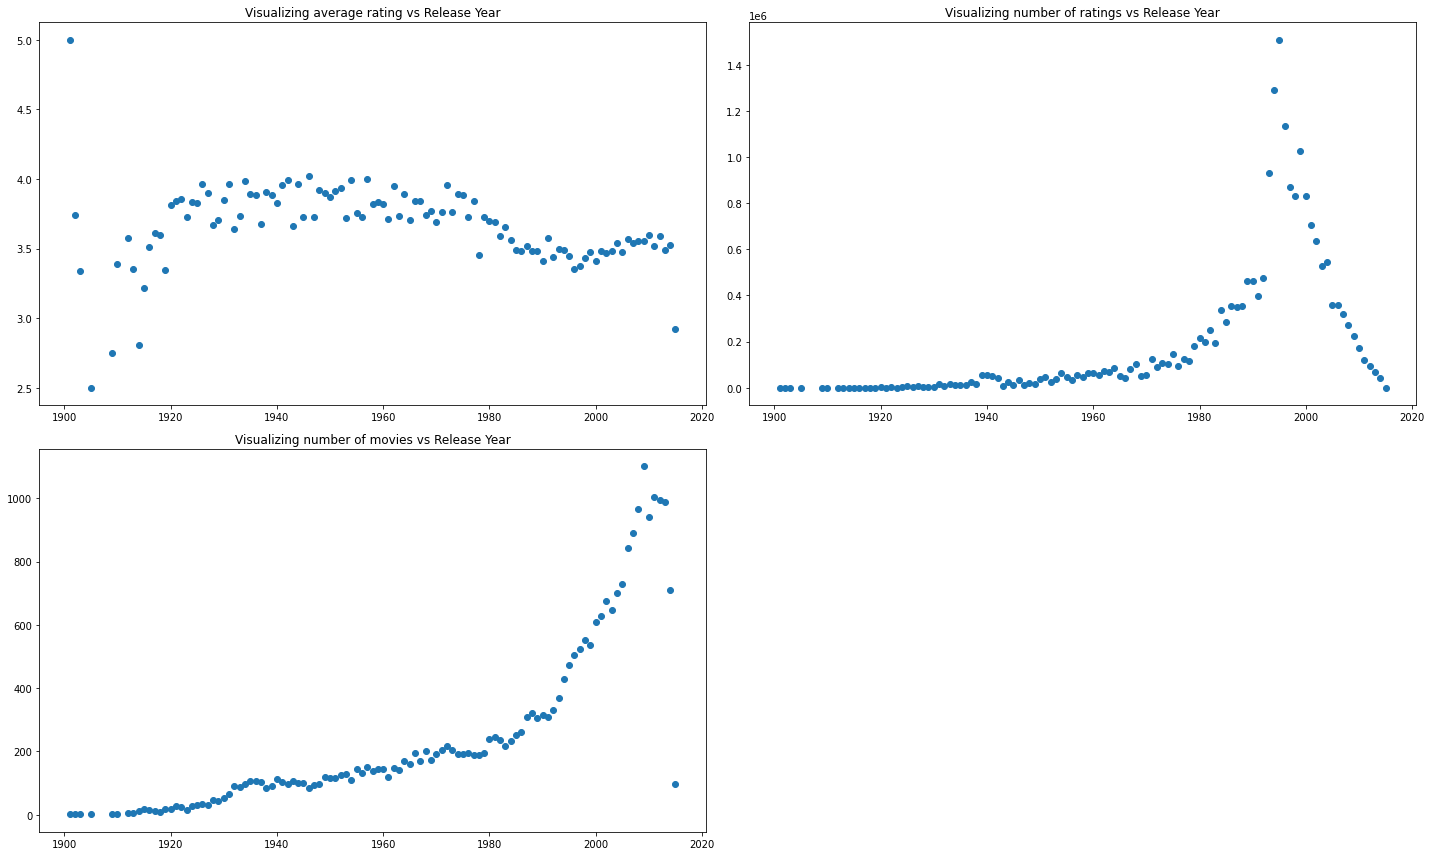 Visualizing average rating vs Release Year
5.0
4.5
4.0
3.5
3.0
2.5
1900 1920 1940 1960 1980 2000 2020
Visualizing number of ratings vs Release Year
1e6
1.4
1.2
1.0
0.8
0.6
0.4
0.2
0.0
1900 1920 1940 1960 1980 2000 2020
Visualizing number of movies vs Release Year
1000
800
600
400
200
0
1900 1920 1940 1960 1980 2000 2020